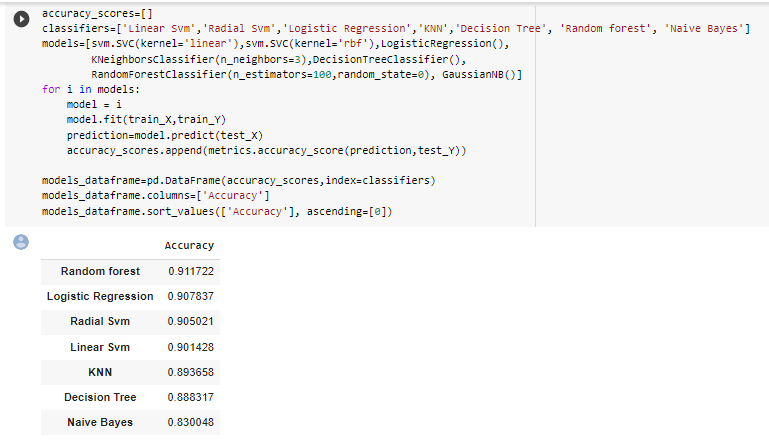 accuracy_scores=[]
classifiers=['Linear Svm','Radial Svm','Logistic Regression','KNN','Decision Tree', 'Random forest', 'Naive Bayes']
models=[svm.SVC(kernel='linear'),svm.SVC(kernel='rbf'),LogisticRegression(),
KNeighborsClassifier(n_neighbors=3),DecisionTreeClassifier(),
RandomForestClassifier(n_estimators=100,random_state=0), GaussianNB()]
for i in models:
model = i
model.fit(train_X,train_Y)
prediction=model.predict(test_X)
accuracy_scores.append(metrics.accuracy_score(prediction,test_Y))
models_dataframe=pd.DataFrame(accuracy_scores,index=classifiers)
models_dataframe.columns=['Accuracy']
models_dataframe.sort_values(['Accuracy'], ascending=[0])
Accuracy
Random forest 0.911722
Logistic Regression 0.907837
Radial Svm 0.905021
Linear Svm 0.901428
KNN 0.893658
Decision Tree 0.888317
Naive Bayes 0.830048